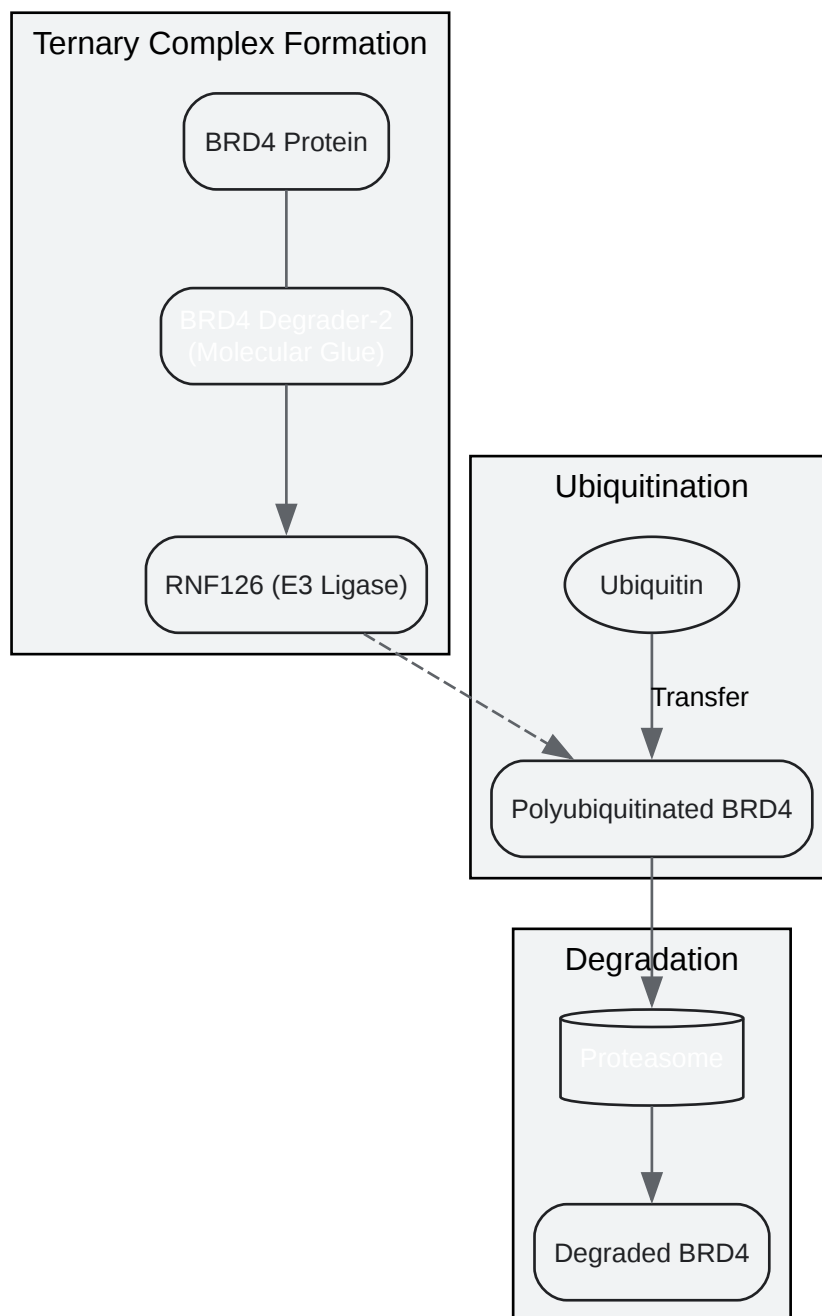 Ternary Complex Formation
BRD4 Protein
BRD4 Degrader-2
(Molecular Glue)
RNF126 (E3 Ligase)
Ubiquitination
Ubiquitin
Transfer
Polyubiquitinated BRD4
Degradation
Proteasome
Degraded BRD4